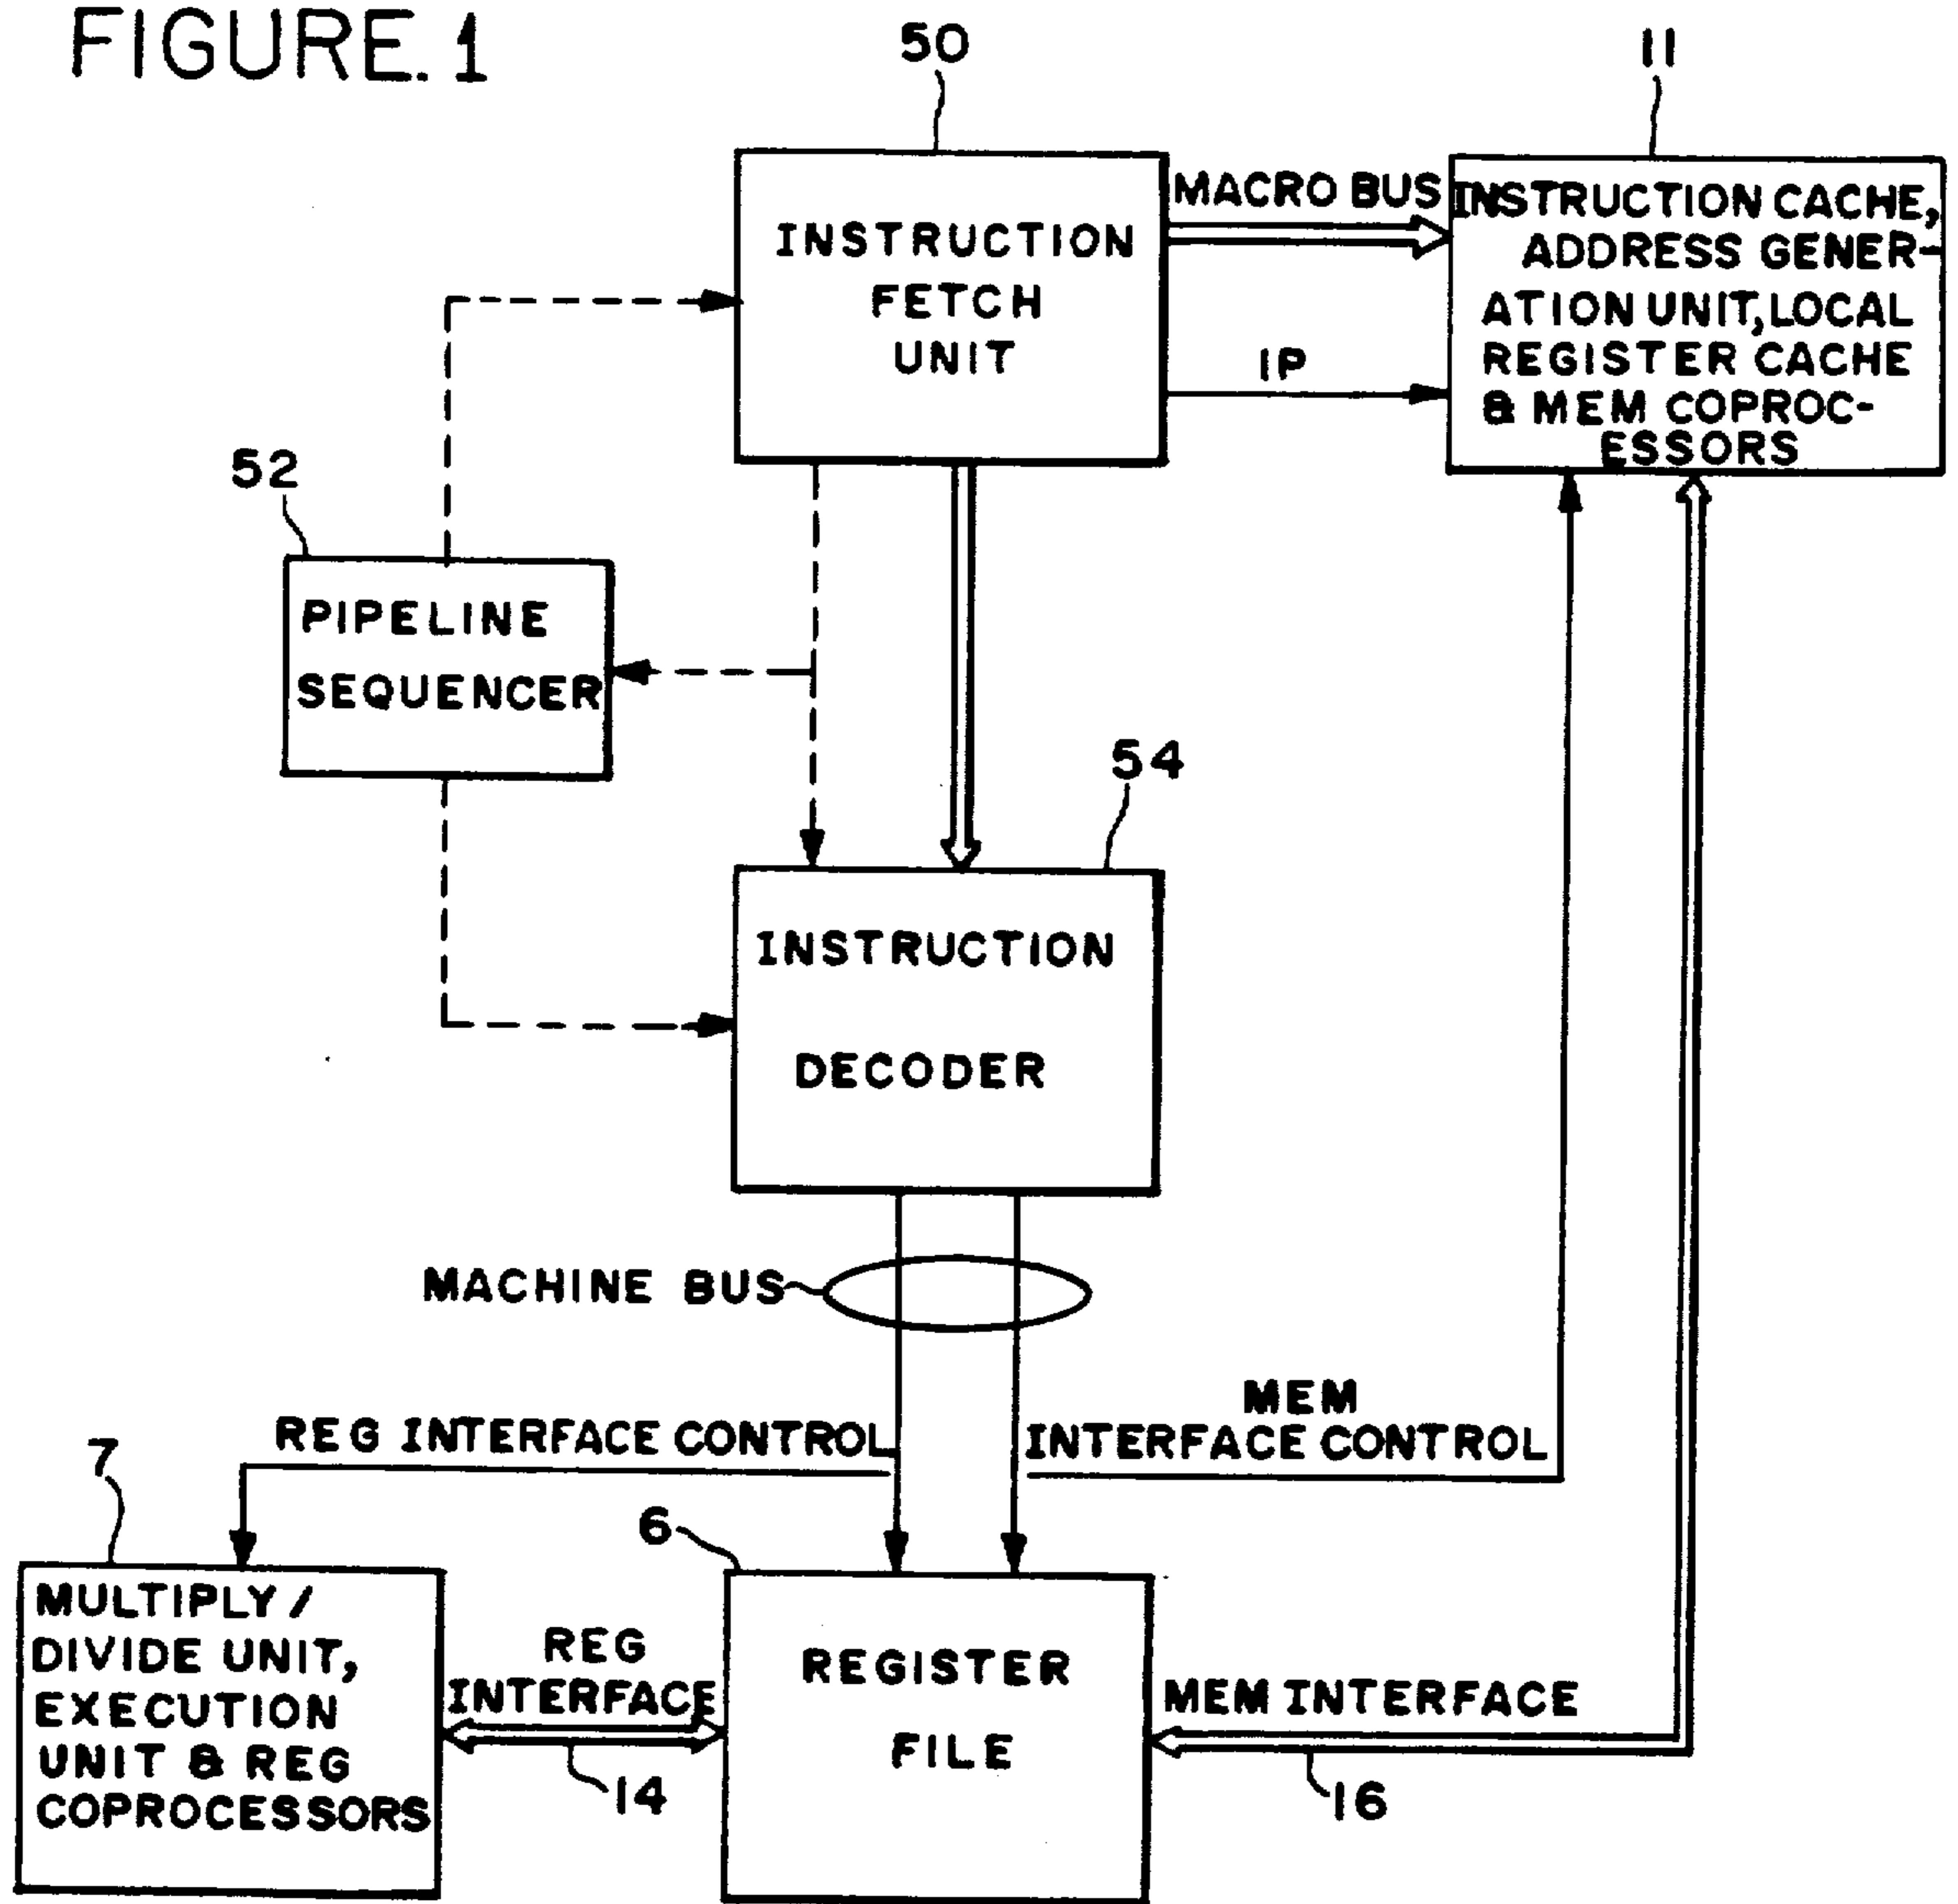 FIGURE. 1
50
11
MACRO BUS
INSTRUCTION
FETCH
UNIT
IP
INSTRUCTION CACHE,
ADDRESS GENER-
ATION UNIT, LOCAL
REGISTER CACHE
& MEM COPROC-
ESSORS
52
PIPELINE
SEQUENCER
54
INSTRUCTION
DECODER
MACHINE BUS
REG INTERFACE CONTROL
MEM
INTERFACE CONTROL
7
6
MULTIPLY /
DIVIDE UNIT,
EXECUTION
UNIT & REG
COPROCESSORS
REG
INTERFACE
14
REGISTER
FILE
MEM INTERFACE
16